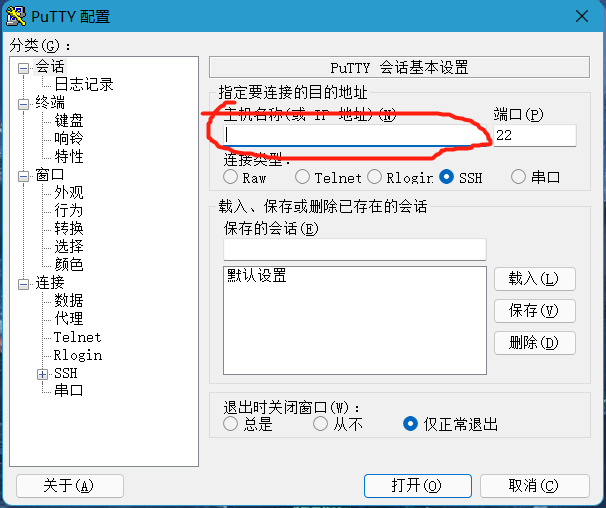 PuTTY 配置
分类(G)：
会话
日志记录
终端
键盘
响铃
特性
窗口
外观
行为
转换
选择
颜色
连接
数据
代理
Telnet
Rlogin
SSH
串口
PuTTY 会话基本设置
指定要连接的目的地址
主机名称(或 IP 地址)(N) 端口(P)
22
连接类型：
Raw Telnet Rlogin SSH 串口
载入、保存或删除已存在的会话
保存的会话(E)
默认设置
载入(L)
保存(V)
删除(D)
退出时关闭窗口(W)：
总是 从不 仅正常退出
关于(A) 打开(O) 取消(C)